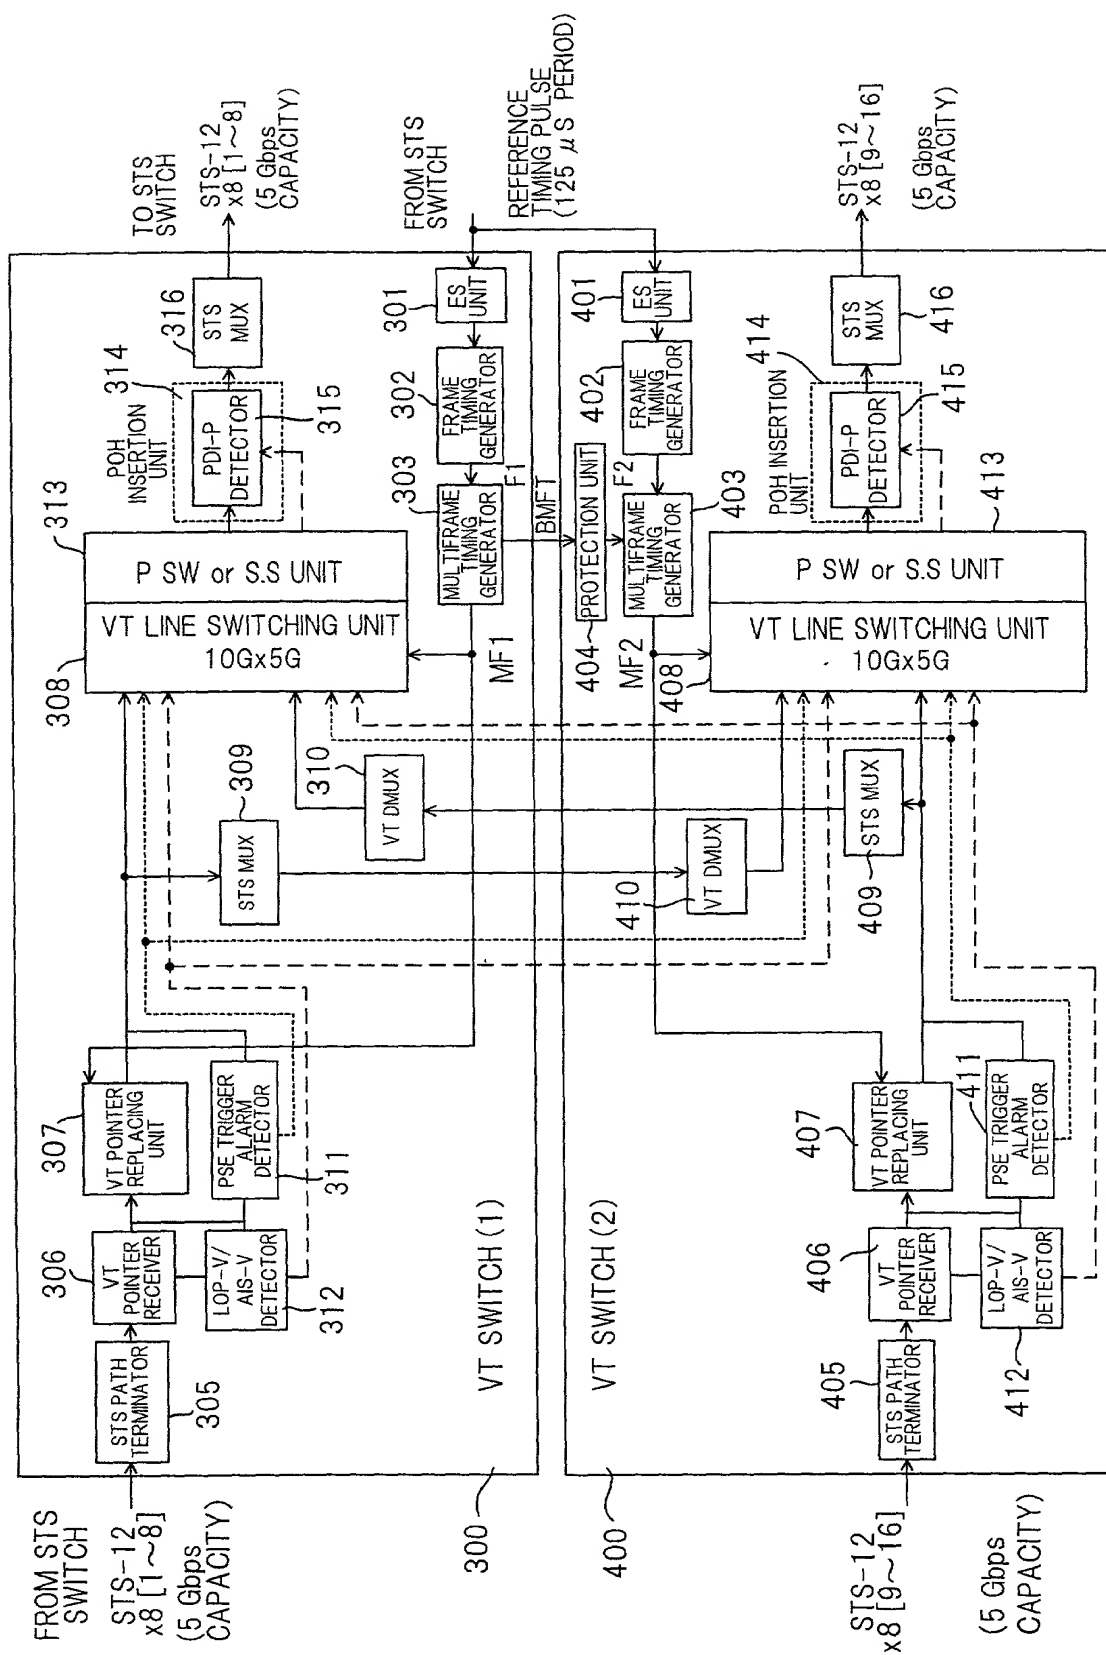 FROM STS
SWITCH
STS-12
x8 [1~8]
(5 Gbps
CAPACITY)
STS PATH
TERMINATOR
305
306
VT
POINTER
RECEIVER
LOP-V/
AIS-V
DETECTOR
312
307
VT POINTER
REPLACING
UNIT
PSE TRIGGER
ALARM
DETECTOR
311
STS MUX
309
VT DMUX
310
308
VT LINE SWITCHING UNIT
10Gx5G
313
P SW or S.S UNIT
POH
INSERTION
UNIT
314
PDI-P
DETECTOR
315
316
STS
MUX
TO STS
SWITCH
STS-12
x8 [1~8]
(5 Gbps
CAPACITY)
MF1
303
MULTIFRAME
TIMING
GENERATOR
F1
302
FRAME
TIMING
GENERATOR
301
ES
UNIT
FROM STS
SWITCH
REFERENCE
TIMING PULSE
(125 μS PERIOD)
VT SWITCH (1)
300
BMFT
VT SWITCH (2)
400
404
PROTECTION UNIT
MF2
MULTIFRAME
TIMING
GENERATOR
403
F2
402
FRAME
TIMING
GENERATOR
401
ES
UNIT
STS-12
x8 [9~16]
(5 Gbps
CAPACITY)
405
STS PATH
TERMINATOR
406
VT
POINTER
RECEIVER
LOP-V/
AIS-V
DETECTOR
412
407
VT POINTER
REPLACING
UNIT
411
PSE TRIGGER
ALARM
DETECTOR
410
VT DMUX
STS MUX
409
408
VT LINE SWITCHING UNIT
10Gx5G
P SW or S.S UNIT
413
POH INSERTION
UNIT
414
PDI-P
DETECTOR
415
STS
MUX
416
STS-12
x8 [9~16]
(5 Gbps
CAPACITY)